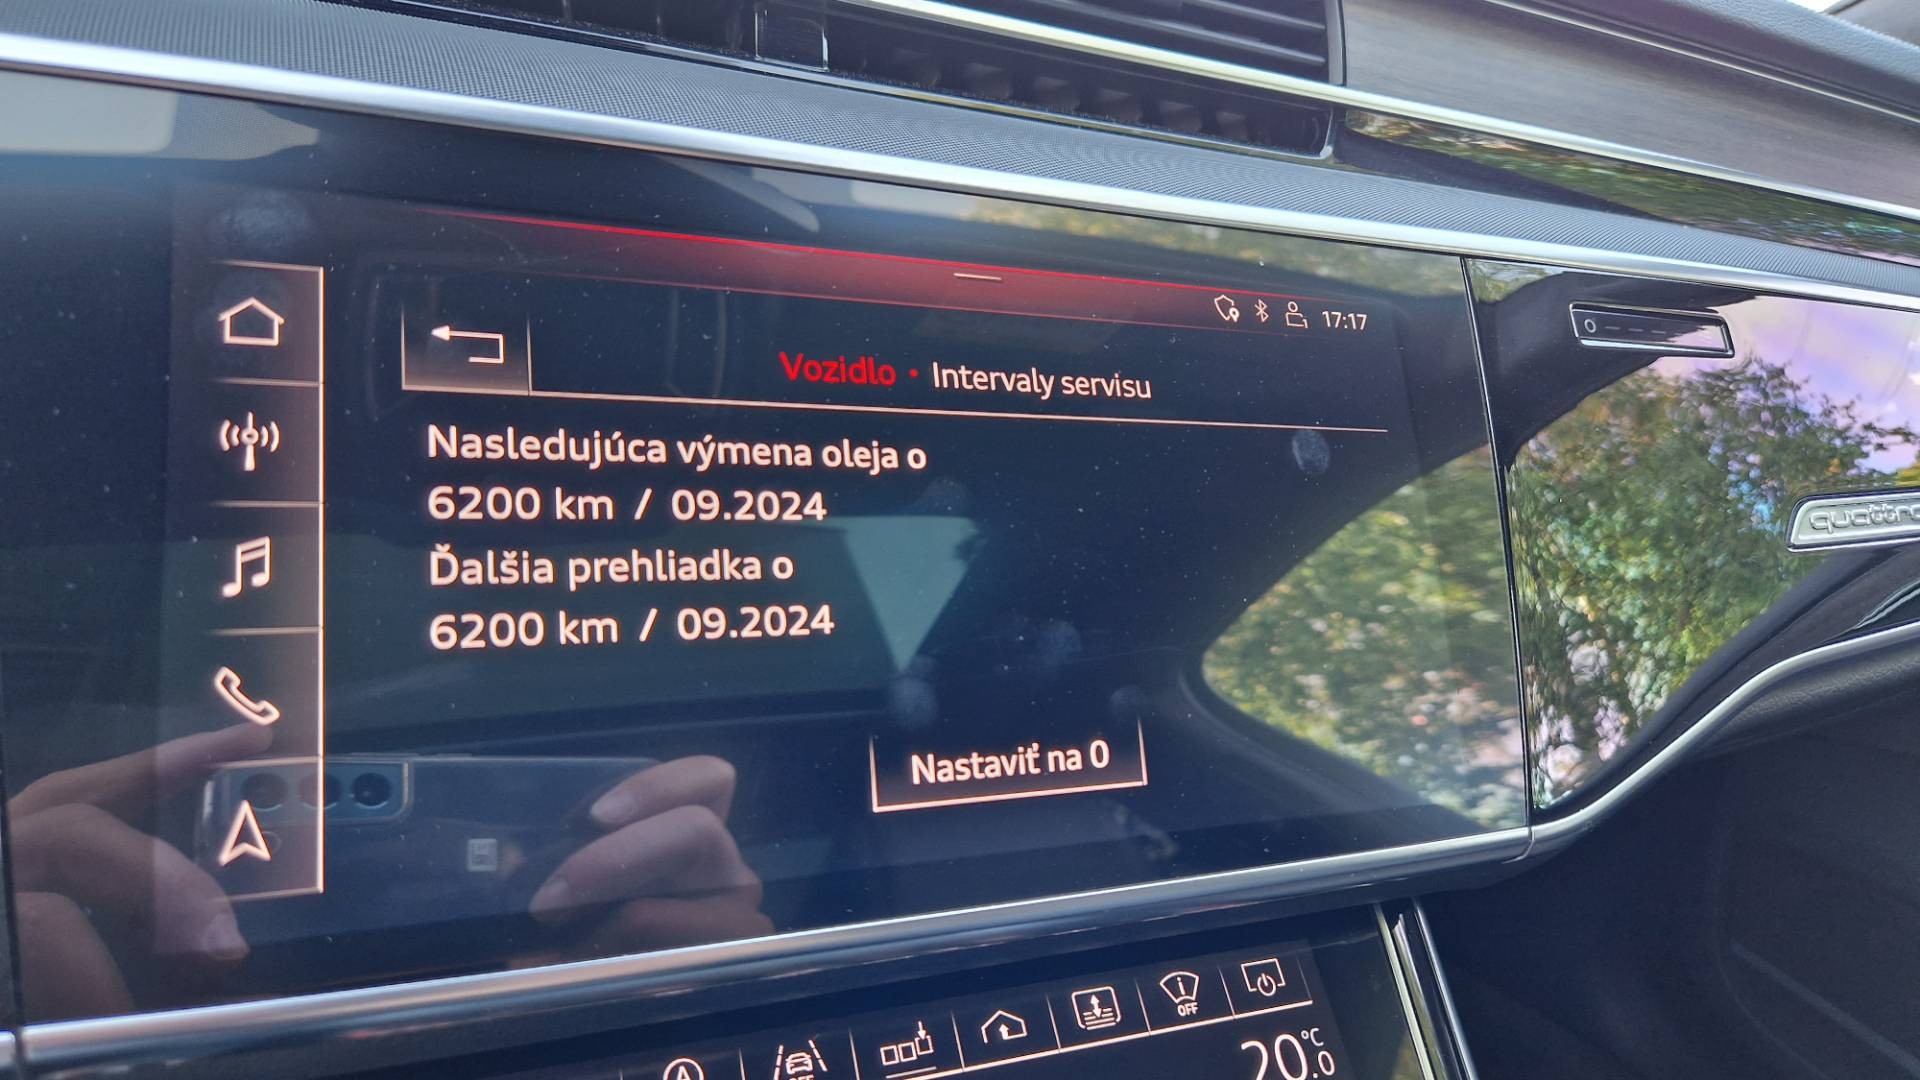 17:17
Vozidlo • Intervaly servisu
Nasledujúca výmena oleja o
6200 km / 09.2024
Ďalšia prehliadka o
6200 km / 09.2024
Nastaviť na 0
quattro
OFF
OFF
A
20.0 °C